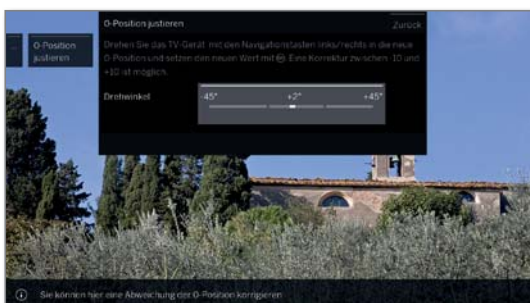 0-Position justieren
Zurück
0-Position
justieren
Drehen Sie das TV-Gerät mit den Navigationstasten links/rechts in die neue
0-Position und setzen den neuen Wert mit. Eine Korrektur zwischen -10 und
+10 ist möglich.
Drehwinkel
-45° +2° +45°
Sie können hier eine Abweichung der 0-Position korrigieren